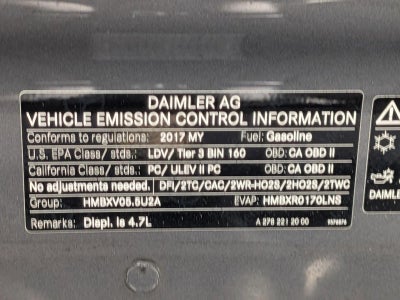 DAIMLER AG
VEHICLE EMISSION CONTROL INFORMATION
Conforms to regulations: 2017 MY Fuel: Gasoline
U.S. EPA Class/ stds.: LDV/ Tier 3 BIN 160 OBD: CA OBD II
California Class/ stds.: PC/ ULEV II PC OBD: CA OBD II
No adjustments needed. DFI/2TC/CAC/2WR-HO2S/2HO2S/2TWC
Group: HMBXV05.5U2A EVAP: HMBXR0170LNS
Remarks: Displ. is 4.7L A 278 221 20 00
DAIMLE